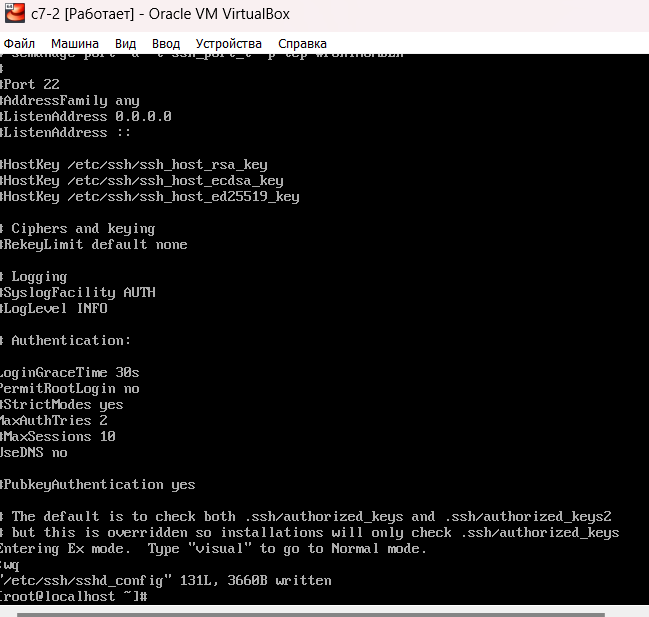 c7-2 [Работает] - Oracle VM VirtualBox
Файл Машина Вид Ввод Устройства Справка
#
#Port 22
#AddressFamily any
#ListenAddress 0.0.0.0
#ListenAddress ::
#HostKey /etc/ssh/ssh_host_rsa_key
#HostKey /etc/ssh/ssh_host_ecdsa_key
#HostKey /etc/ssh/ssh_host_ed25519_key
# Ciphers and keying
#RekeyLimit default none
# Logging
#SyslogFacility AUTH
#LogLevel INFO
# Authentication:
LoginGraceTime 30s
PermitRootLogin no
#StrictModes yes
MaxAuthTries 2
#MaxSessions 10
UseDNS no
#PubkeyAuthentication yes
# The default is to check both .ssh/authorized_keys and .ssh/authorized_keys2
# but this is overridden so installations will only check .ssh/authorized_keys
Entering Ex mode.  Type "visual" to go to Normal mode.
:wq
"/etc/ssh/sshd_config" 131L, 3660B written
[root@localhost ~]#